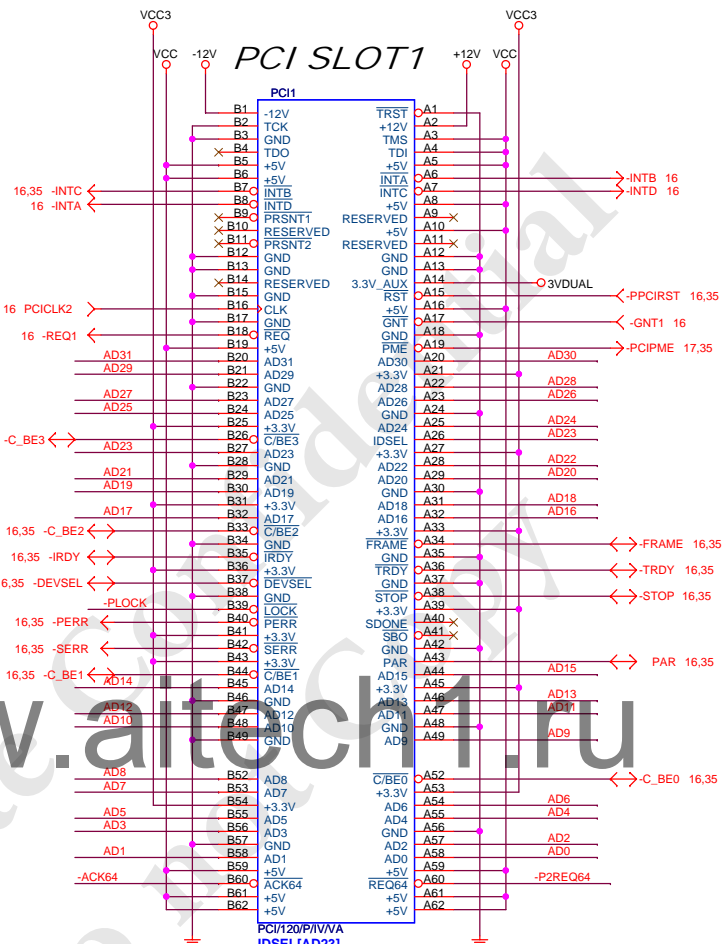 VCC3 VCC3
VCC -12V PCI SLOT1 +12V VCC
PCI1
B1 -12V TRST A1
B2 TCK +12V A2
B3 GND TMS A3
B4 TDO TDI A4
B5 +5V +5V A5
B6 +5V INTA A6 -INTB 16
16,35 -INTC B7 INTB INTC A7 -INTD 16
16 -INTA B8 INTD +5V A8
B9 PRSNT1 RESERVED A9
B10 RESERVED +5V A10
B11 PRSNT2 RESERVED A11
B12 GND GND A12
B13 GND GND A13
B14 RESERVED 3.3V_AUX A14 3VDUAL
B15 GND RST A15 -PPCIRST 16,35
16 PCICLK2 B16 CLK +5V A16
B17 GND GNT A17 -GNT1 16
16 -REQ1 B18 REQ GND A18
B19 +5V PME A19 -PCIPME 17,35
AD31 B20 AD31 AD30 A20 AD30
AD29 B21 AD29 +3.3V A21
B22 GND AD28 A22 AD28
AD27 B23 AD27 AD26 A23 AD26
AD25 B24 AD25 GND A24
B25 +3.3V AD24 A25 AD24
-C_BE3 B26 C/BE3 IDSEL A26 AD23
AD23 B27 AD23 +3.3V A27
B28 GND AD22 A28 AD22
AD21 B29 AD21 AD20 A29 AD20
AD19 B30 AD19 GND A30
B31 +3.3V AD18 A31 AD18
AD17 B32 AD17 AD16 A32 AD16
16,35 -C_BE2 B33 C/BE2 +3.3V A33
B34 GND FRAME A34 -FRAME 16,35
16,35 -IRDY B35 IRDY GND A35
B36 +3.3V TRDY A36 -TRDY 16,35
16,35 -DEVSEL B37 DEVSEL GND A37
B38 GND STOP A38 -STOP 16,35
-PLOCK B39 LOCK +3.3V A39
16,35 -PERR B40 PERR SDONE A40
B41 +3.3V SBO A41
16,35 -SERR B42 SERR GND A42
B43 +3.3V PAR A43 PAR 16,35
16,35 -C_BE1 B44 C/BE1 AD15 A44 AD15
AD14 B45 AD14 +3.3V A45
B46 GND AD13 A46 AD13
AD12 B47 AD12 AD11 A47 AD11
AD10 B48 AD10 GND A48
B49 GND AD9 A49 AD9
w.aitech1.ru
AD8 B52 AD8 C/BE0 A52 -C_BE0 16,35
AD7 B53 AD7 +3.3V A53
B54 +3.3V AD6 A54 AD6
AD5 B55 AD5 AD4 A55 AD4
AD3 B56 AD3 GND A56
B57 GND AD2 A57 AD2
AD1 B58 AD1 AD0 A58 AD0
B59 +5V +5V A59
-ACK64 B60 ACK64 REQ64 A60 -P2REQ64
B61 +5V +5V A61
B62 +5V +5V A62
PCI/120/P/IV/VA
IDSEL[AD23]
Confidential
not Copy